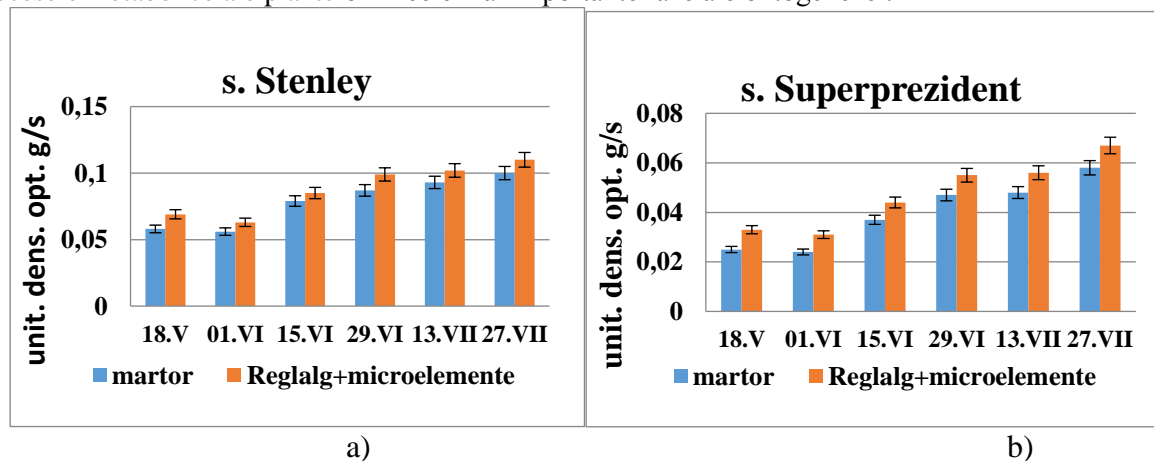 s. Stenley
unit. dens. opt. g/s
0,15
0,1
0,05
0
18.V 01.VI 15.VI 29.VI 13.VII 27.VII
martor Reglalg+microelemente
a)
s. Superprezident
unit. dens. opt. g/s
0,08
0,06
0,04
0,02
0
18.V 01.VI 15.VI 29.VI 13.VII 27.VII
martor Reglalg+microelemente
b)